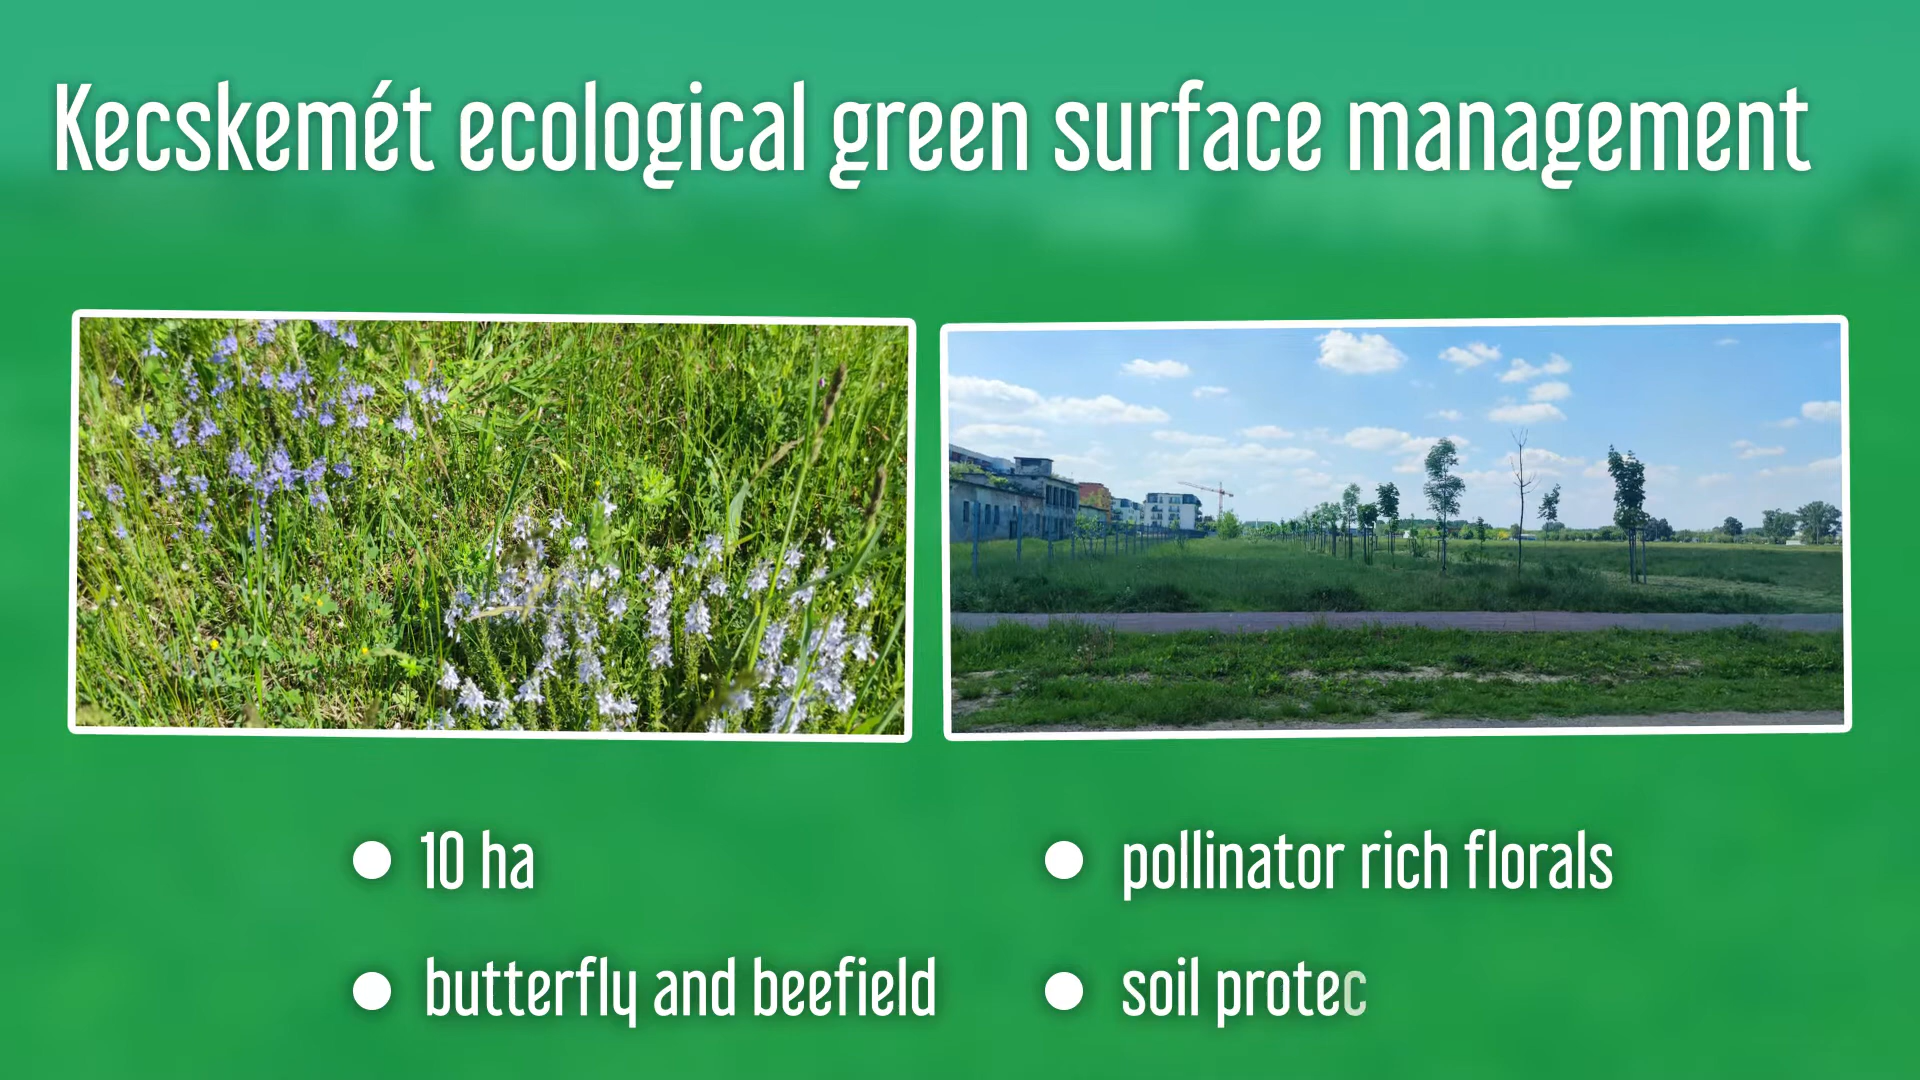 Kecskemét ecological green surface management
10 ha
butterfly and beefield
pollinator rich florals
soil protec